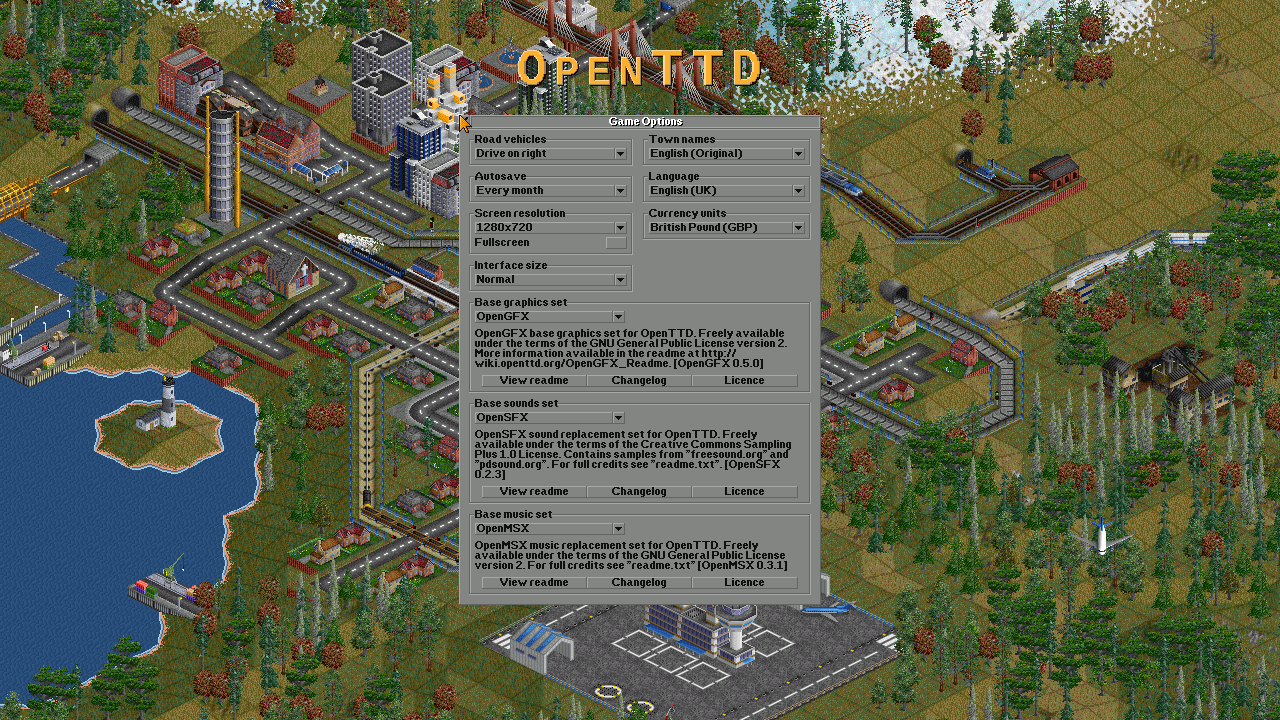 OPENTTD
Game Options
Road vehicles
Drive on right
Town names
English (Original)
Autosave
Every month
Language
English (UK)
Screen resolution
1280x720
Fullscreen
Currency units
British Pound (GBP)
Interface size
Normal
Base graphics set
OpenGFX
OpenGFX base graphics set for OpenTTD. Freely available
under the terms of the GNU General Public License version 2.
More information available in the readme at http://
wiki.openttd.org/OpenGFX_Readme. [OpenGFX 0.5.0]
View readme Changelog Licence
Base sounds set
OpenSFX
OpenSFX sound replacement set for OpenTTD. Freely
available under the terms of the Creative Commons Sampling
Plus 1.0 License. Contains samples from "freesound.org" and
"pdsound.org". For full credits see "readme.txt". [OpenSFX
0.2.3]
View readme Changelog Licence
Base music set
OpenMSX
OpenMSX music replacement set for OpenTTD. Freely
available under the terms of the GNU General Public License
version 2. For full credits see "readme.txt" [OpenMSX 0.3.1]
View readme Changelog Licence